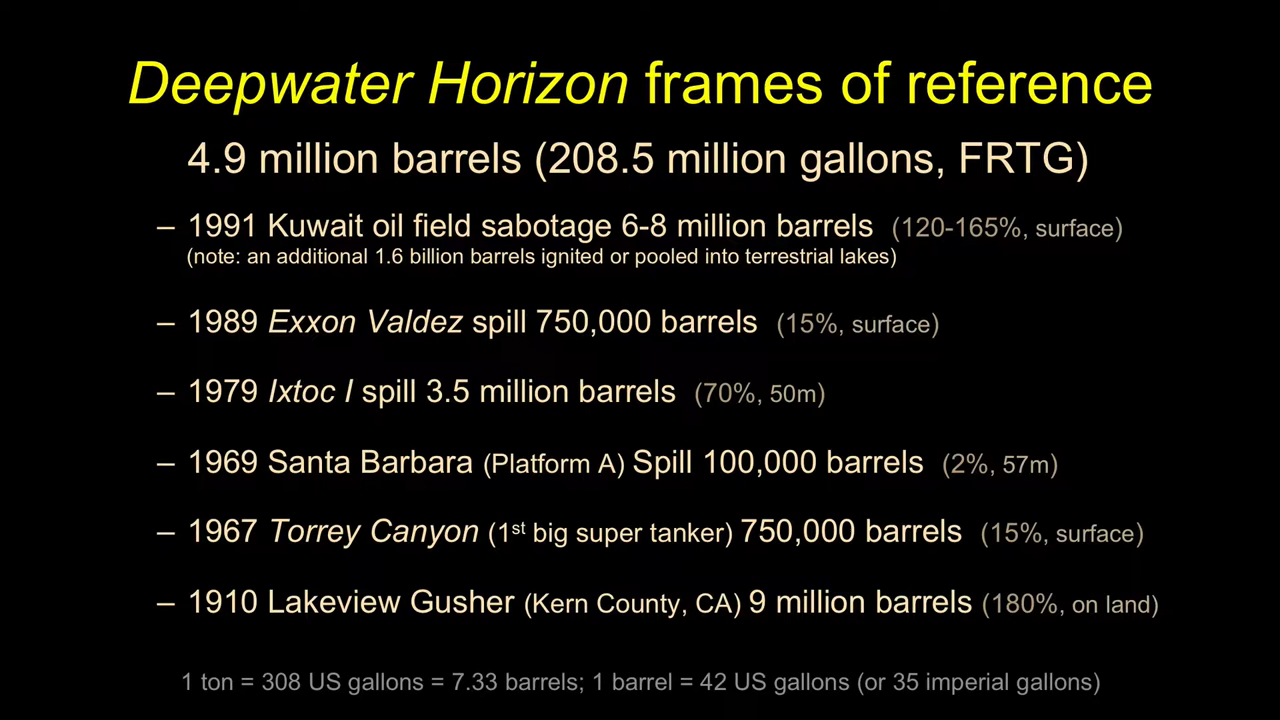 Deepwater Horizon frames of reference
4.9 million barrels (208.5 million gallons, FRTG)
– 1991 Kuwait oil field sabotage 6-8 million barrels (120-165%, surface)
(note: an additional 1.6 billion barrels ignited or pooled into terrestrial lakes)
– 1989 Exxon Valdez spill 750,000 barrels (15%, surface)
– 1979 Ixtoc I spill 3.5 million barrels (70%, 50m)
– 1969 Santa Barbara (Platform A) Spill 100,000 barrels (2%, 57m)
– 1967 Torrey Canyon (1st big super tanker) 750,000 barrels (15%, surface)
– 1910 Lakeview Gusher (Kern County, CA) 9 million barrels (180%, on land)
1 ton = 308 US gallons = 7.33 barrels; 1 barrel = 42 US gallons (or 35 imperial gallons)